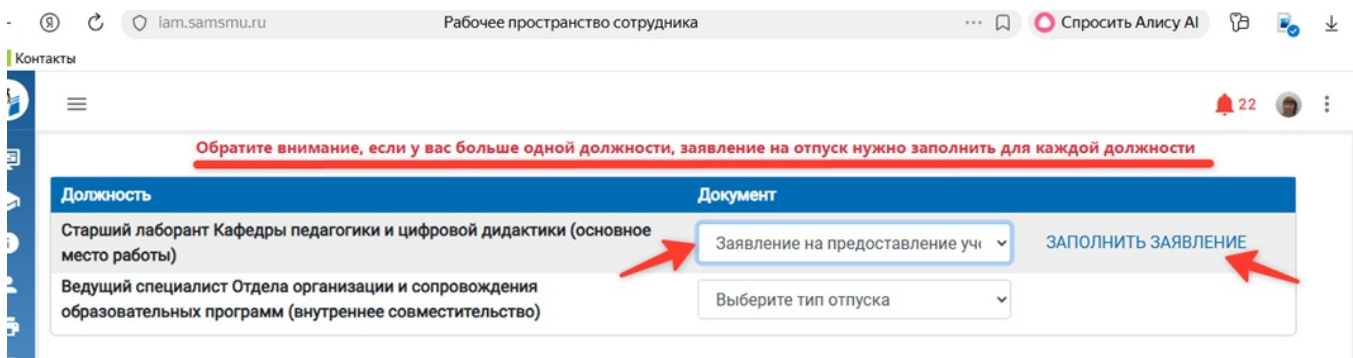 iam.samsmu.ru Рабочее пространство сотрудника ... Спросить Алису AI
Контакты
22
Обратите внимание, если у вас больше одной должности, заявление на отпуск нужно заполнить для каждой должности
Должность Документ
Старший лаборант Кафедры педагогики и цифровой дидактики (основное
место работы)
Заявление на предоставление уче ЗАПОЛНИТЬ ЗАЯВЛЕНИЕ
Ведущий специалист Отдела организации и сопровождения
образовательных программ (внутреннее совместительство)
Выберите тип отпуска